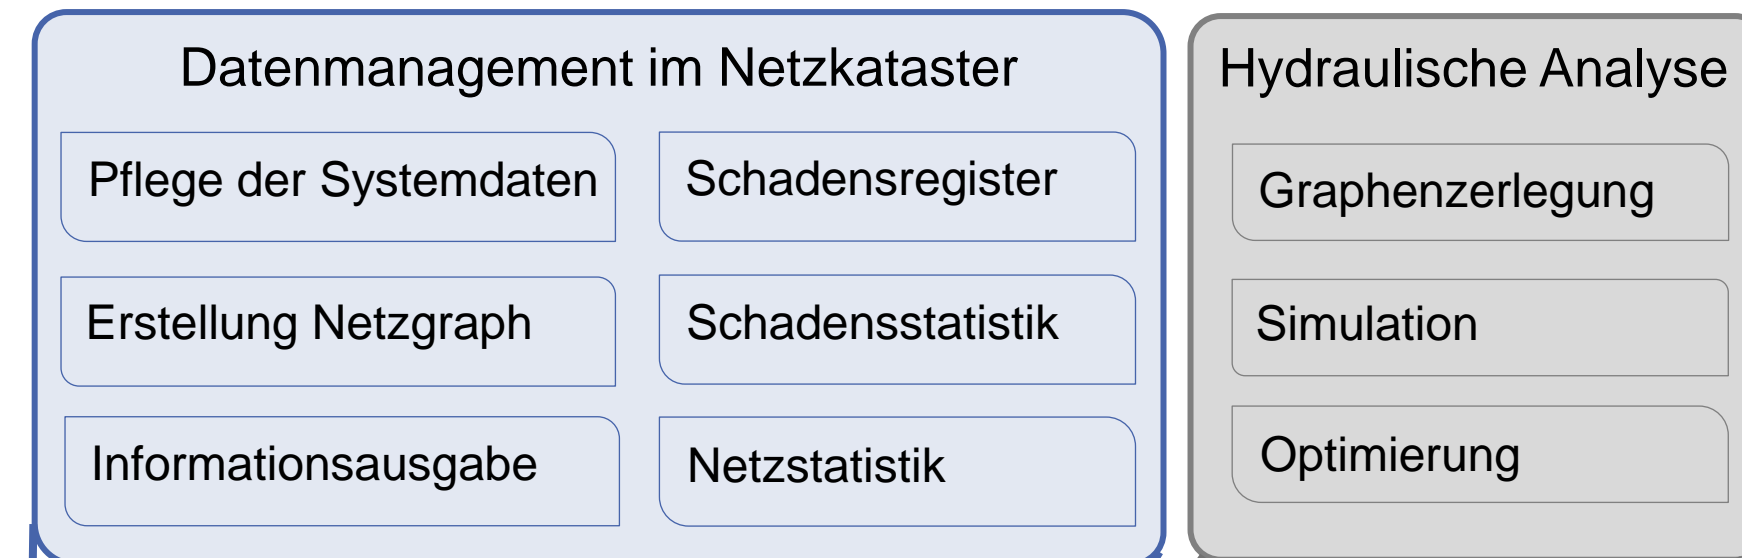 Datenmanagement im Netzkataster
Pflege der Systemdaten
Schadensregister
Erstellung Netzgraph
Schadensstatistik
Informationsausgabe
Netzstatistik
Hydraulische Analyse
Graphenzerlegung
Simulation
Optimierung